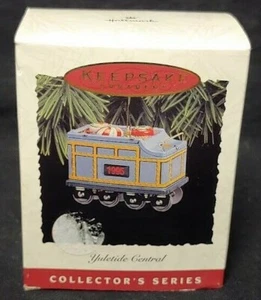 Hallmark
KEEPSAKE
ORNAMENT
1995
Yuletide Central
COLLECTOR'S SERIES